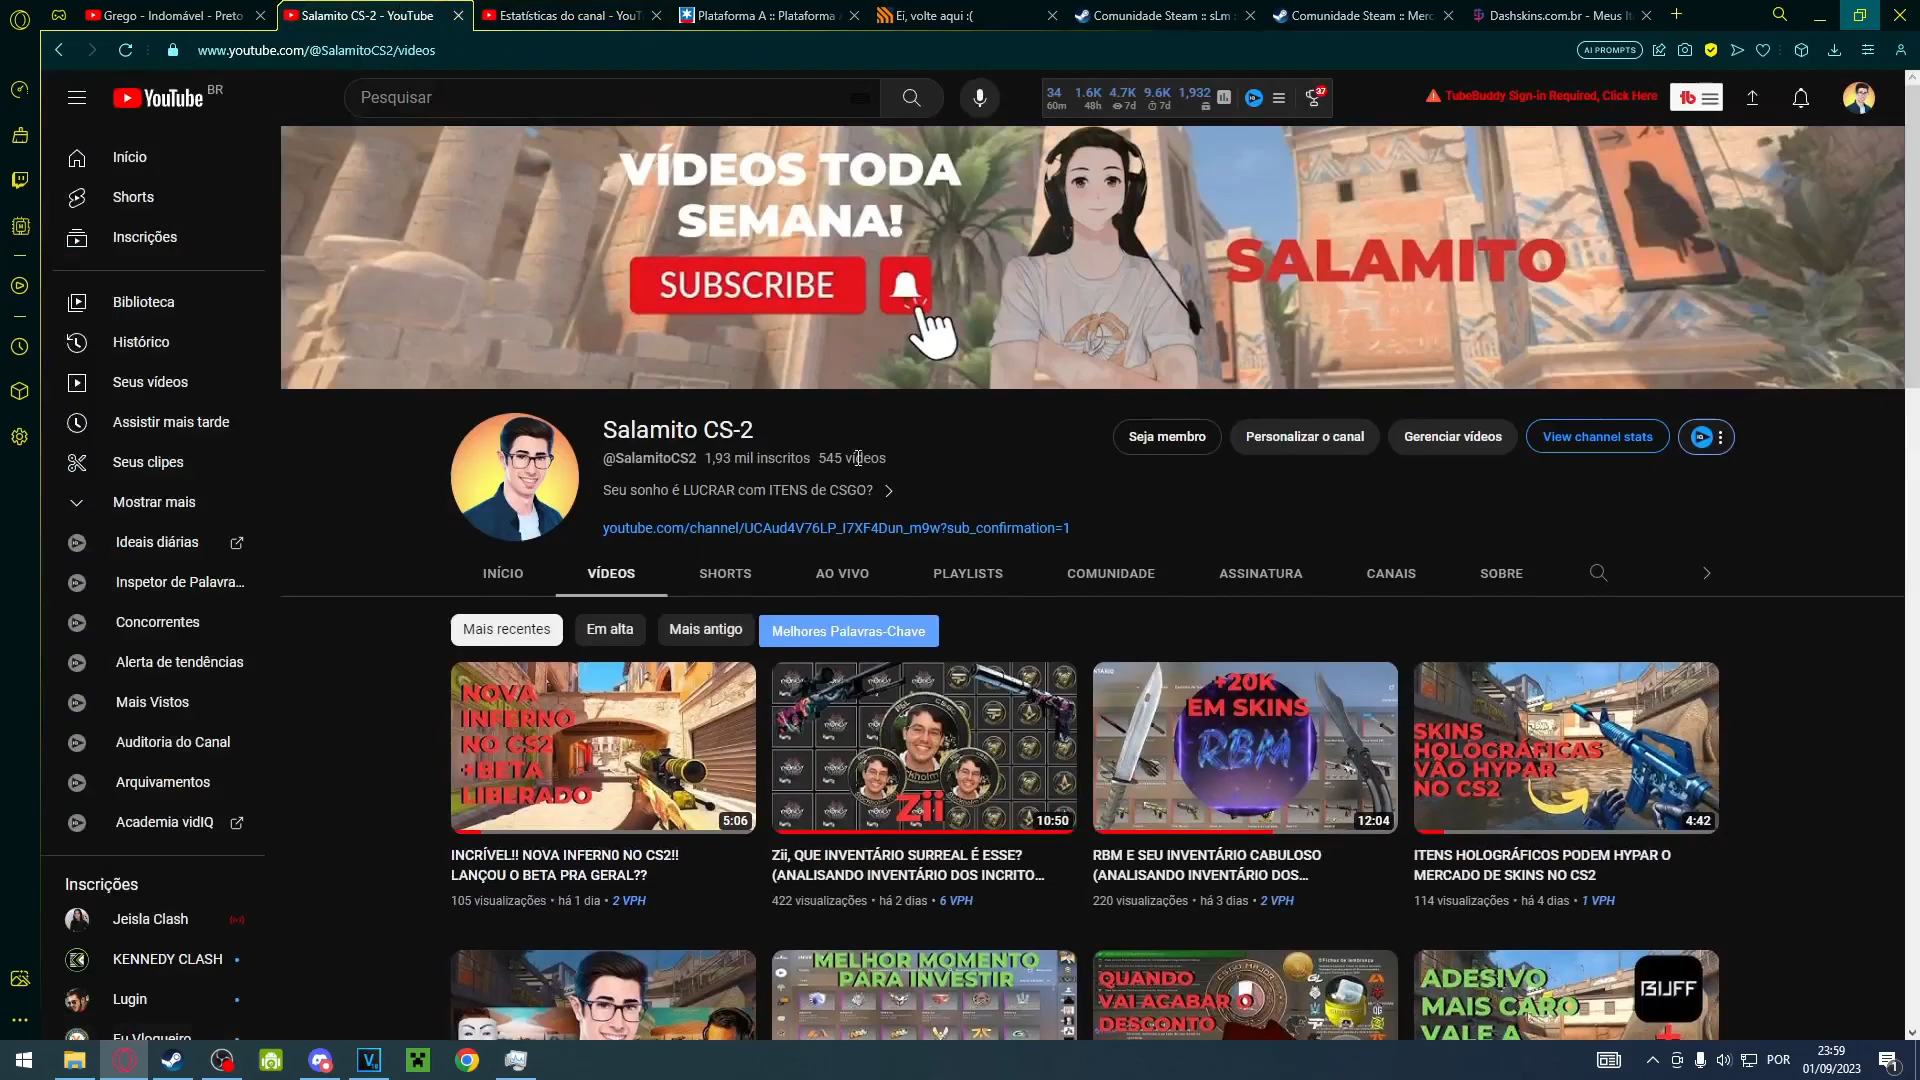 Grego - Indomável - Preto
Salamito CS-2 - YouTube
Estatísticas do canal - YouT
Plataforma A :: Plataforma
Ei, volte aqui :(
Comunidade Steam :: sLm
Comunidade Steam :: Merc
Dashskins.com.br - Meus It
www.youtube.com/@SalamitoCS2/videos
AI PROMPTS
YouTube BR
Pesquisar
34 1.6K 4.7K 9.6K 1,932
60m 48h 7d 7d
37
TubeBuddy Sign-in Required, Click Here
tb
Início
Shorts
Inscrições
Biblioteca
Histórico
Seus vídeos
Assistir mais tarde
Seus clipes
Mostrar mais
Ideais diárias
Inspetor de Palavra...
Concorrentes
Alerta de tendências
Mais Vistos
Auditoria do Canal
Arquivamentos
Academia vidIQ
Inscrições
Jeisla Clash
KENNEDY CLASH
Lugin
Eu Vlogueiro
VÍDEOS TODA
SEMANA!
SUBSCRIBE
SALAMITO
Salamito CS-2
@SalamitoCS2 1,93 mil inscritos 545 vídeos
Seu sonho é LUCRAR com ITENS de CSGO?
youtube.com/channel/UCAud4V76LP_I7XF4Dun_m9w?sub_confirmation=1
Seja membro
Personalizar o canal
Gerenciar vídeos
View channel stats
INÍCIO
VÍDEOS
SHORTS
AO VIVO
PLAYLISTS
COMUNIDADE
ASSINATURA
CANAIS
SOBRE
Mais recentes
Em alta
Mais antigo
Melhores Palavras-Chave
NOVA
INFERNO
NO CS2
+BETA
LIBERADO
5:06
Zii
10:50
+20K
EM SKINS
RBM
12:04
SKINS
HOLOGRÁFICAS
VÃO HYPAR
NO CS2
4:42
INCRÍVEL!! NOVA INFERN0 NO CS2!!
LANÇOU O BETA PRA GERAL??
105 visualizações • há 1 dia • 2 VPH
Zii, QUE INVENTÁRIO SURREAL É ESSE?
(ANALISANDO INVENTÁRIO DOS INCRITO...
422 visualizações • há 2 dias • 6 VPH
RBM E SEU INVENTÁRIO CABULOSO
(ANALISANDO INVENTÁRIO DOS...
220 visualizações • há 3 dias • 2 VPH
ITENS HOLOGRÁFICOS PODEM HYPAR O
MERCADO DE SKINS NO CS2
114 visualizações • há 4 dias • 1 VPH
MELHOR MOMENTO
PARA INVESTIR
QUANDO
VAI ACABAR O
DESCONTO
ADESIVO
MAIS CARO
VALE A
BUFF
POR
23:59
01/09/2023
1